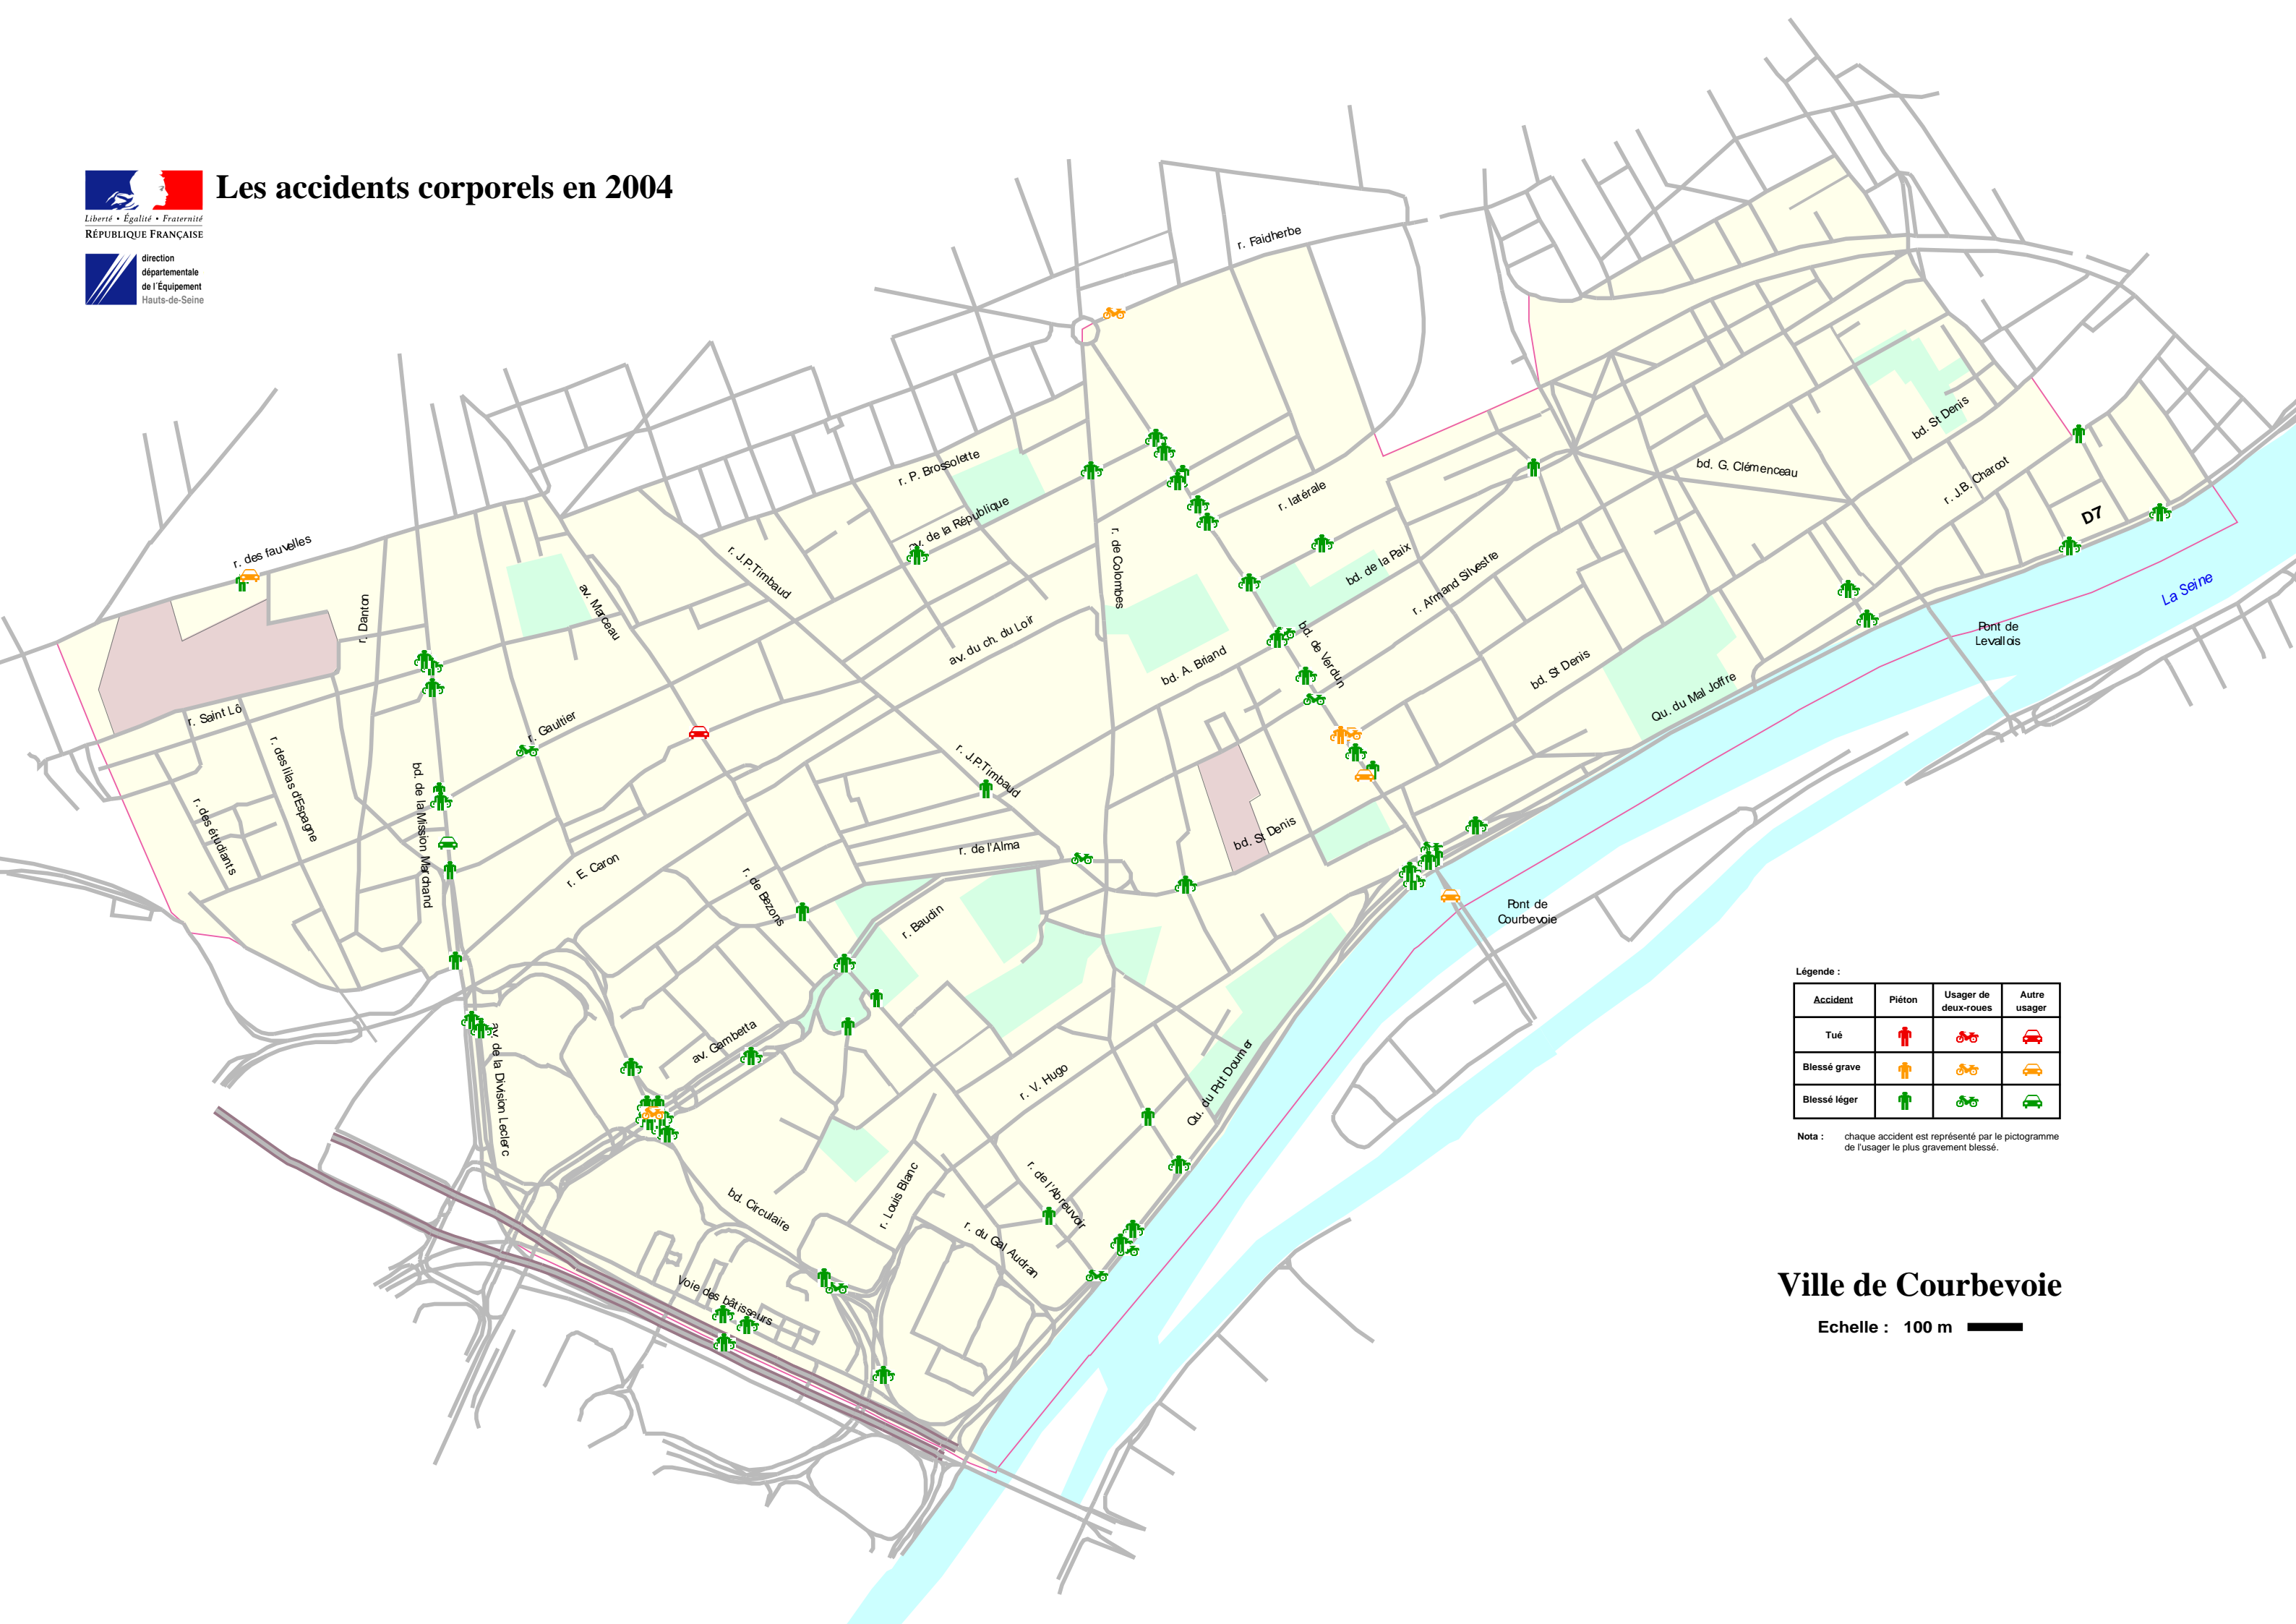 Les accidents corporels en 2004
Liberté • Égalité • Fraternité
RÉPUBLIQUE FRANÇAISE
direction
départementale
de l'Équipement
Hauts-de-Seine
r. Faidherbe
r. P. Brossolette
av. de la République
r. des fauvelles
r. Danton
av. Marceau
r. J.P.Timbaud
r. de Colombes
r. latérale
bd. de la Paix
r. Armand Silvestre
bd. G. Clémenceau
bd. St Denis
r. J.B. Charcot
D7
La Seine
Pont de
Levallois
Qu. du Mal Joffre
bd. St Denis
bd. de Verdun
bd. A. Briand
av. du ch. du Loir
r. Saint Lô
r. Gaultier
r. des lilas d'Espagne
r. des étudiants
bd. de la Mission Marchand
r. E. Caron
r. J.P.Timbaud
r. de l'Alma
bd. St Denis
r. de Bezons
r. Baudin
Pont de
Courbevoie
av. Gambetta
av. de la Division Leclerc
r. V. Hugo
Qu. du Pdt Doumer
r. de l'Abreuvoir
r. Louis Blanc
bd. Circulaire
r. du Gal Audran
Voie des bâtisseurs
Légende :
Accident Piéton Usager de deux-roues Autre usager
Tué
Blessé grave
Blessé léger
Nota : chaque accident est représenté par le pictogramme
de l'usager le plus gravement blessé.
Ville de Courbevoie
Echelle : 100 m